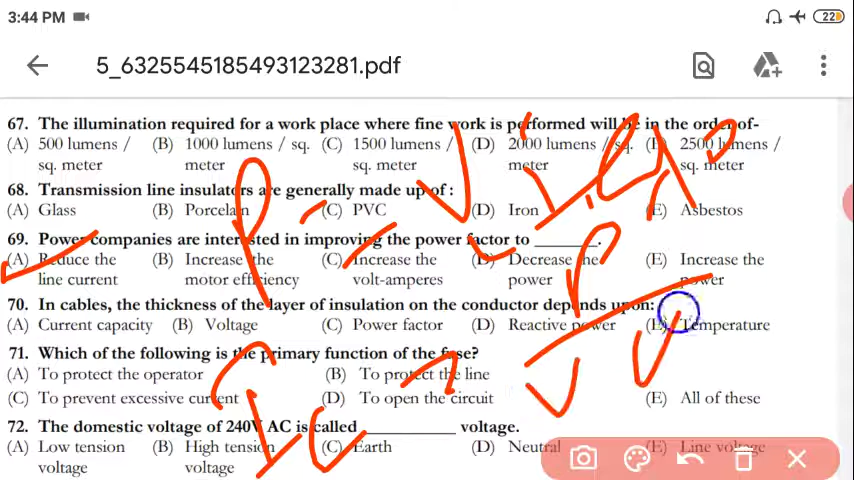 3:44 PM 22
5_6325545185493123281.pdf
67. The illumination required for a work place where fine work is performed will be in the order of-
(A) 500 lumens / (B) 1000 lumens / sq. (C) 1500 lumens / (D) 2000 lumens / sq. (E) 2500 lumens /
sq. meter meter sq. meter meter sq. meter
68. Transmission line insulators are generally made up of :
(A) Glass (B) Porcelain (C) PVC (D) Iron (E) Asbestos
69. Power companies are interested in improving the power factor to ______.
(A) Reduce the (B) Increase the (C) Increase the (D) Decrease the (E) Increase the
line current motor efficiency volt-amperes power power
70. In cables, the thickness of the layer of insulation on the conductor depends upon:
(A) Current capacity (B) Voltage (C) Power factor (D) Reactive power (E) Temperature
71. Which of the following is the primary function of the fuse?
(A) To protect the operator (B) To protect the line
(C) To prevent excessive current (D) To open the circuit (E) All of these
72. The domestic voltage of 240V AC is called __________ voltage.
(A) Low tension (B) High tension (C) Earth (D) Neutral (E) Line voltage
voltage voltage